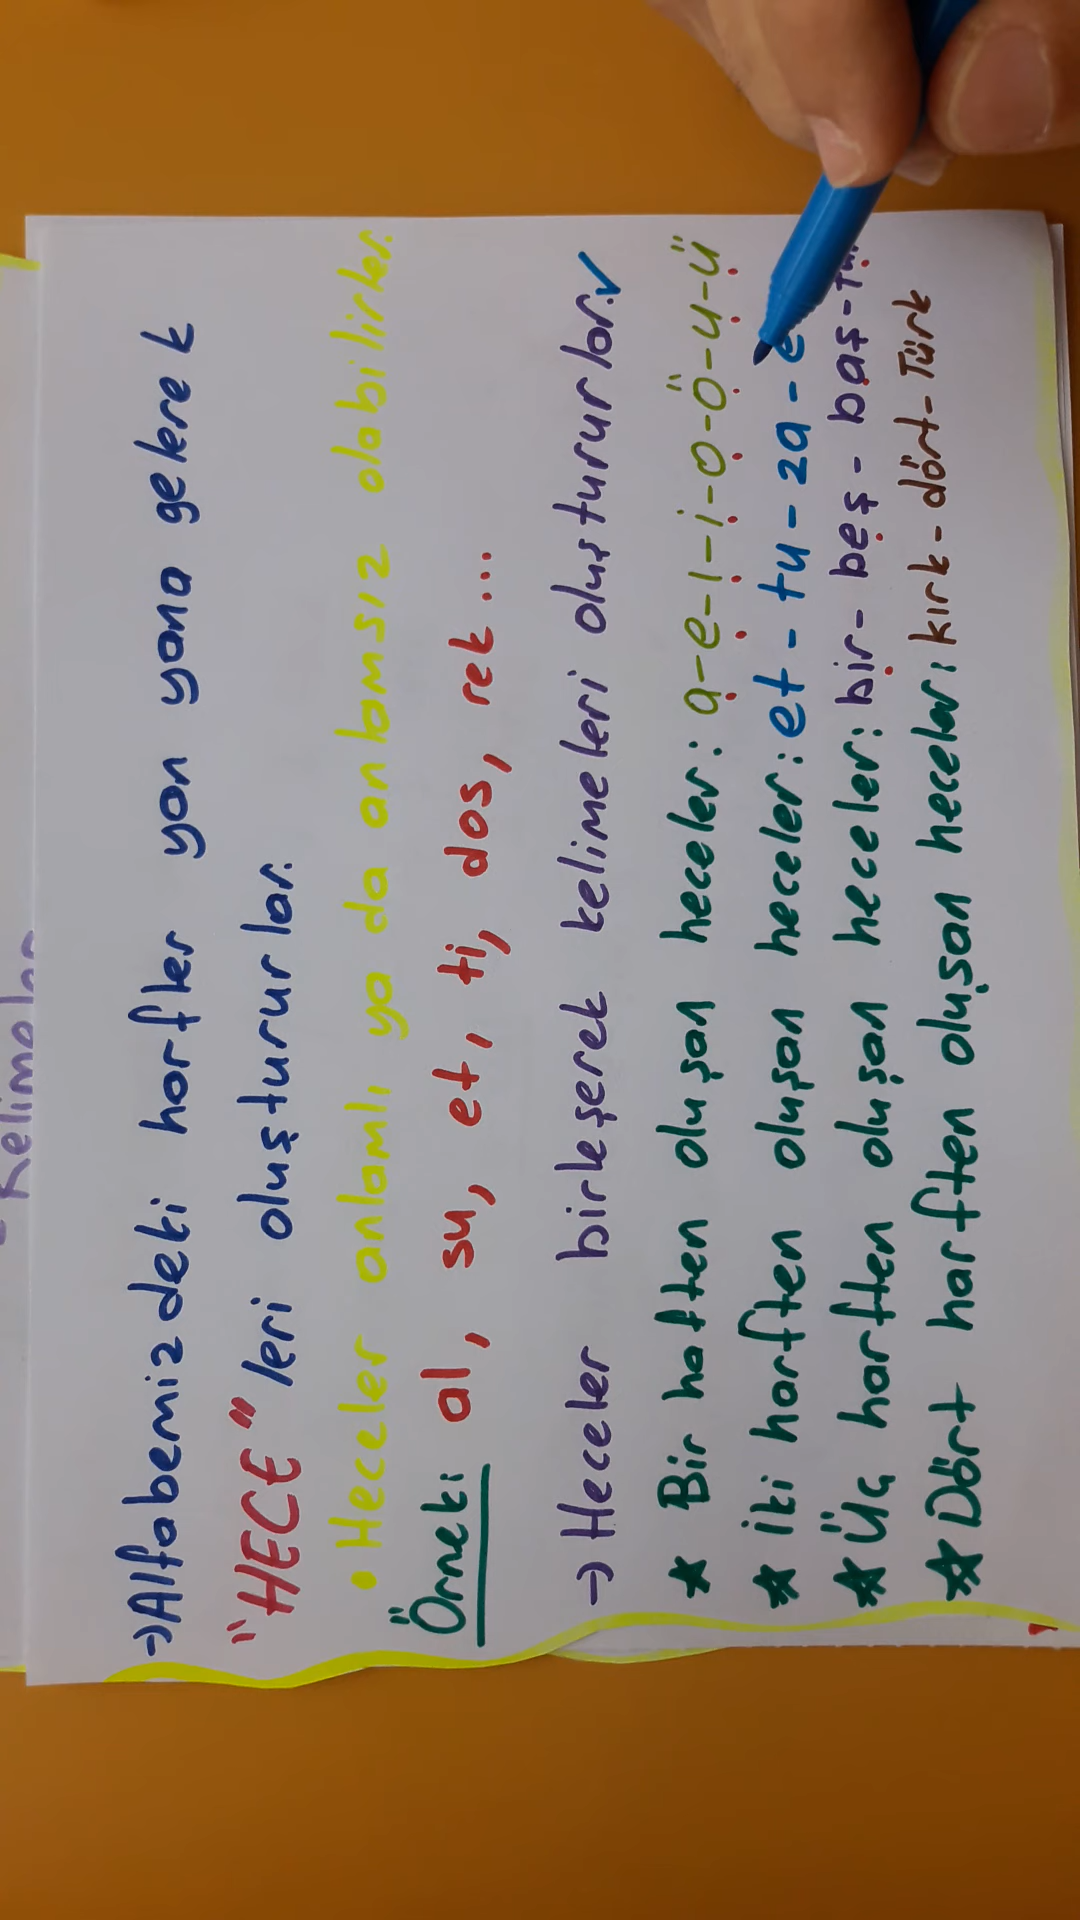 →Alfabemizdeki harfler yan yana gelerek
"HECE"leri oluştururlar.
• Heceler anlamlı ya da anlamsız olabilirler.
Örnek: al, su, et, ti, dos, rek...
→Heceler birleşerek kelimeleri oluştururlar.✓
* Bir haften oluşan heceler: a-e-ı-i-o-ö-u-ü
* İki harften oluşan heceler: et - tu - za - e
* Üç harften oluşan heceler: bir - beş - baş -
* Dört harften oluşan heceler: kırk - dört - Türk
Kelimeler